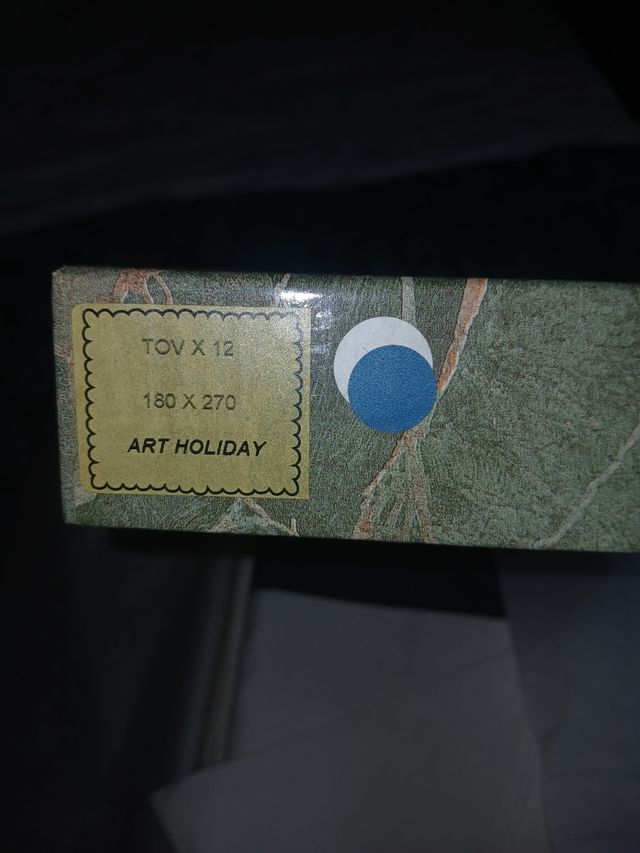 TOV X 12
180 X 270
ART HOLIDAY